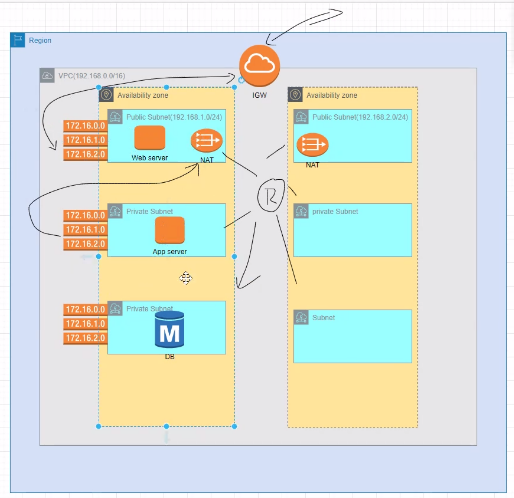 Region
IGW
VPC(192.168.0.0/16)
Availability zone
Availability zone
Public Subnet(192.168.1.0/24)
Public Subnet(192.168.2.0/24)
172.16.0.0
172.16.1.0
172.16.2.0
Web server
NAT
NAT
R
Private Subnet
private Subnet
172.16.0.0
172.16.1.0
172.16.2.0
App server
Private Subnet
Subnet
172.16.0.0
172.16.1.0
172.16.2.0
M
DB